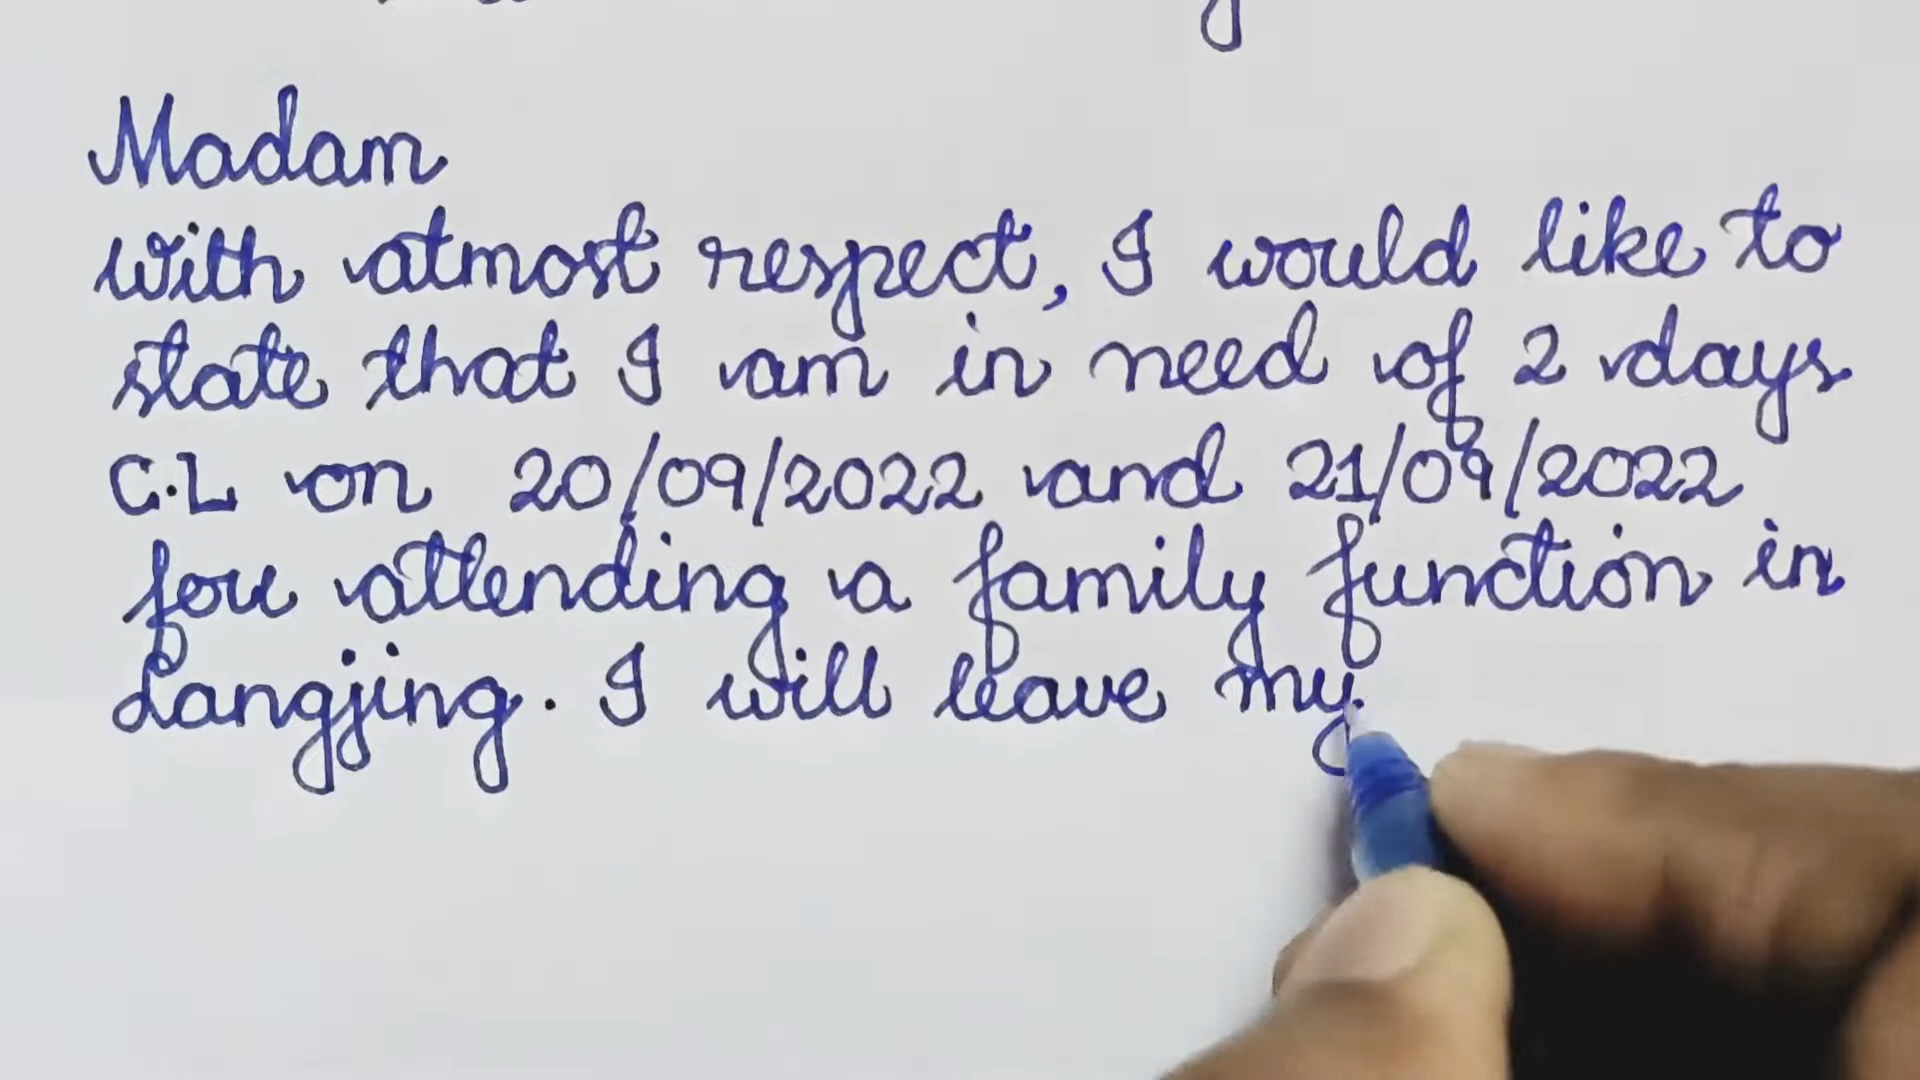 Madam
With atmost respect, I would like to
state that I am in need of 2 days
C.L on 20/09/2022 and 21/09/2022
for attending a family function in
Langjing. I will leave my